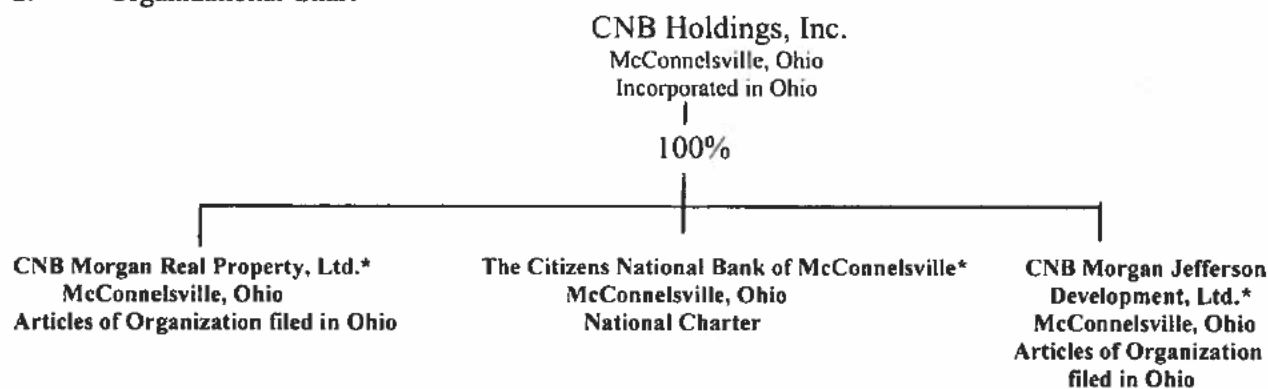 CNB Holdings, Inc.
McConnelsville, Ohio
Incorporated in Ohio
100%
CNB Morgan Real Property, Ltd.*
McConnelsville, Ohio
Articles of Organization filed in Ohio
The Citizens National Bank of McConnelsville*
McConnelsville, Ohio
National Charter
CNB Morgan Jefferson
Development, Ltd.*
McConnelsville, Ohio
Articles of Organization
filed in Ohio